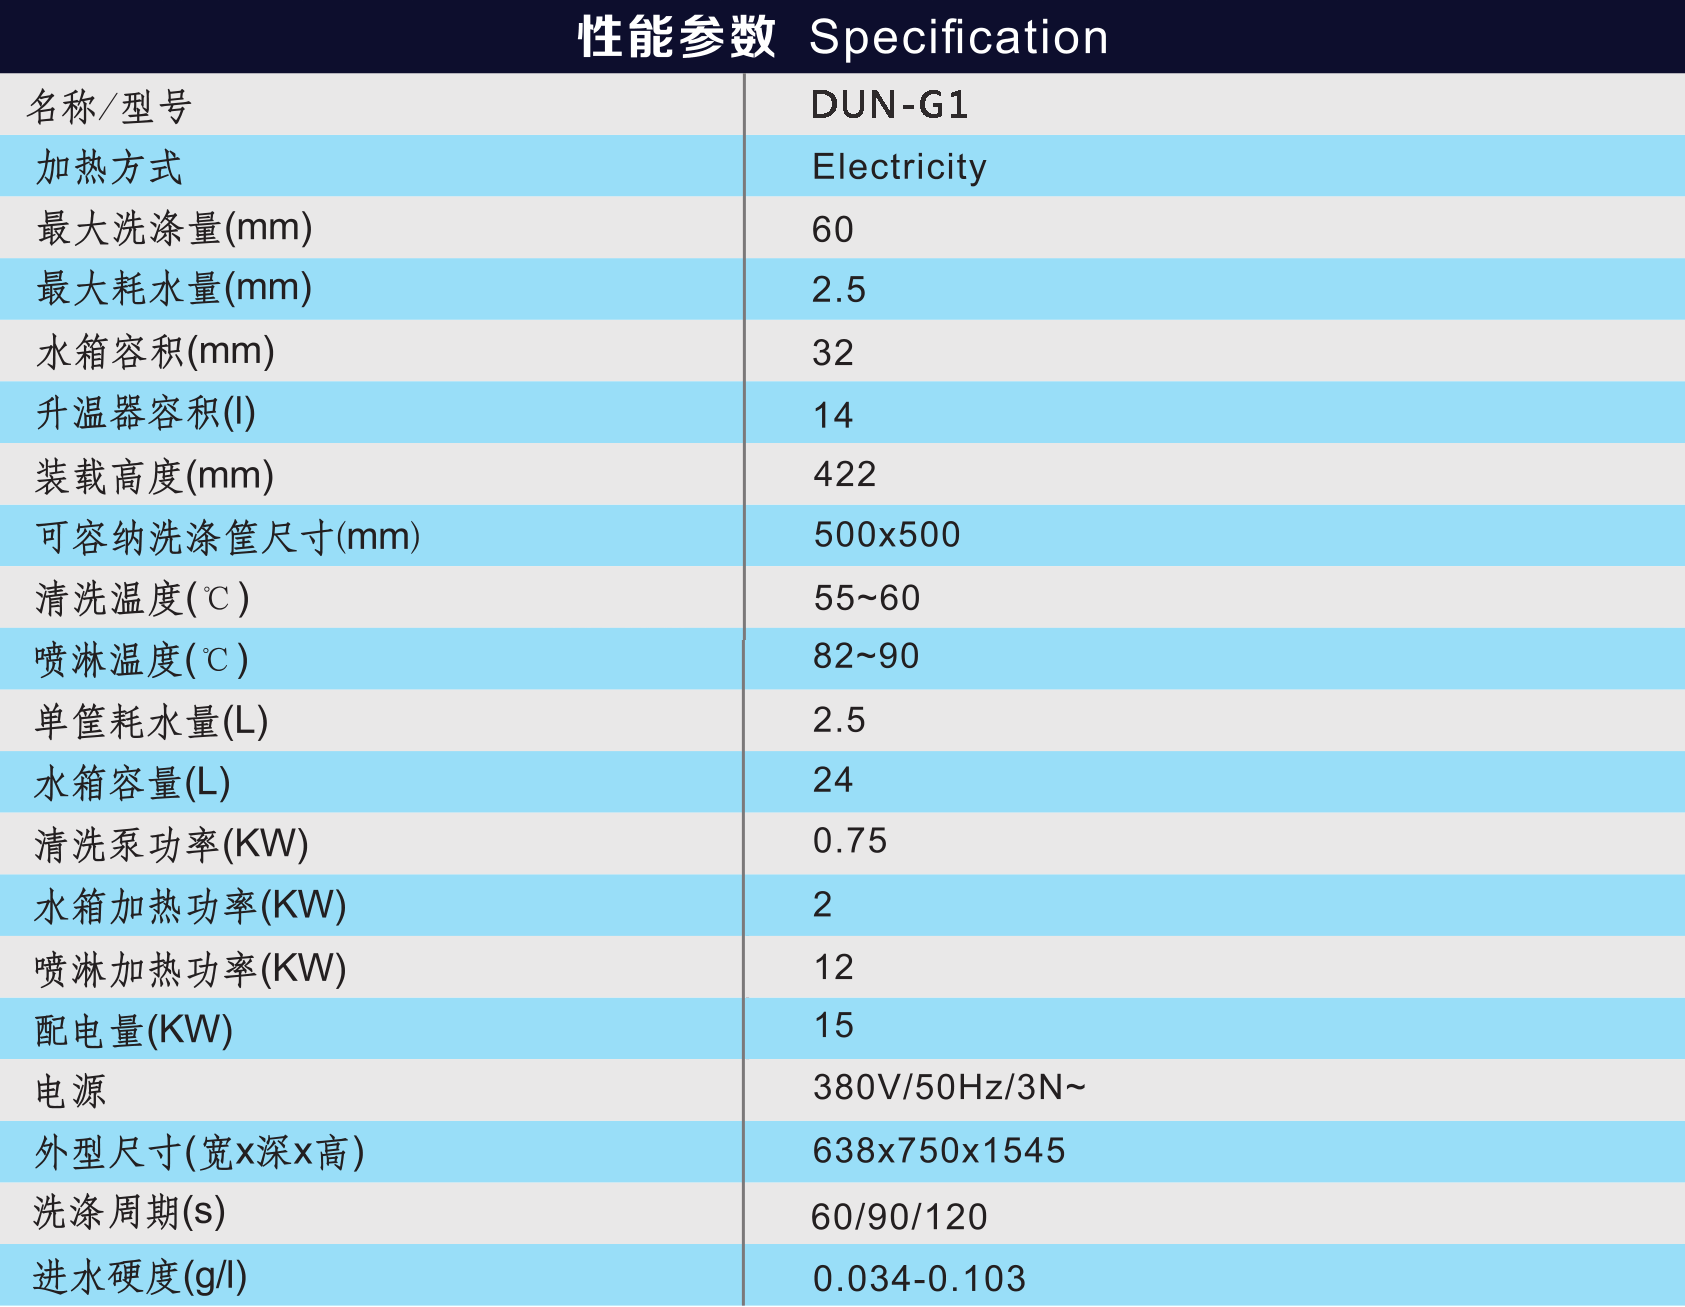 性能参数 Specification
名称/型号 DUN-G1
加热方式 Electricity
最大洗涤量(mm) 60
最大耗水量(mm) 2.5
水箱容积(mm) 32
升温器容积(l) 14
装载高度(mm) 422
可容纳洗涤筐尺寸(mm) 500x500
清洗温度(℃) 55~60
喷淋温度(℃) 82~90
单筐耗水量(L) 2.5
水箱容量(L) 24
清洗泵功率(KW) 0.75
水箱加热功率(KW) 2
喷淋加热功率(KW) 12
配电量(KW) 15
电源 380V/50Hz/3N~
外型尺寸(宽x深x高) 638x750x1545
洗涤周期(s) 60/90/120
进水硬度(g/l) 0.034-0.103